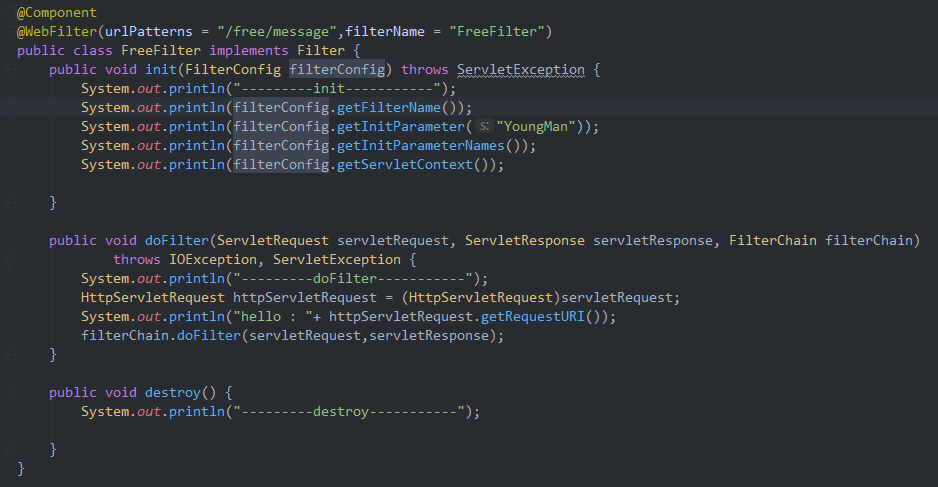 @Component
@WebFilter(urlPatterns = "/free/message",filterName = "FreeFilter")
public class FreeFilter implements Filter {
    public void init(FilterConfig filterConfig) throws ServletException {
        System.out.println("---------init-----------");
        System.out.println(filterConfig.getFilterName());
        System.out.println(filterConfig.getInitParameter( s: "YoungMan"));
        System.out.println(filterConfig.getInitParameterNames());
        System.out.println(filterConfig.getServletContext());
    }
    public void doFilter(ServletRequest servletRequest, ServletResponse servletResponse, FilterChain filterChain)
            throws IOException, ServletException {
        System.out.println("---------doFilter-----------");
        HttpServletRequest httpServletRequest = (HttpServletRequest)servletRequest;
        System.out.println("hello : "+ httpServletRequest.getRequestURI());
        filterChain.doFilter(servletRequest,servletResponse);
    }
    public void destroy() {
        System.out.println("---------destroy-----------");
    }
}